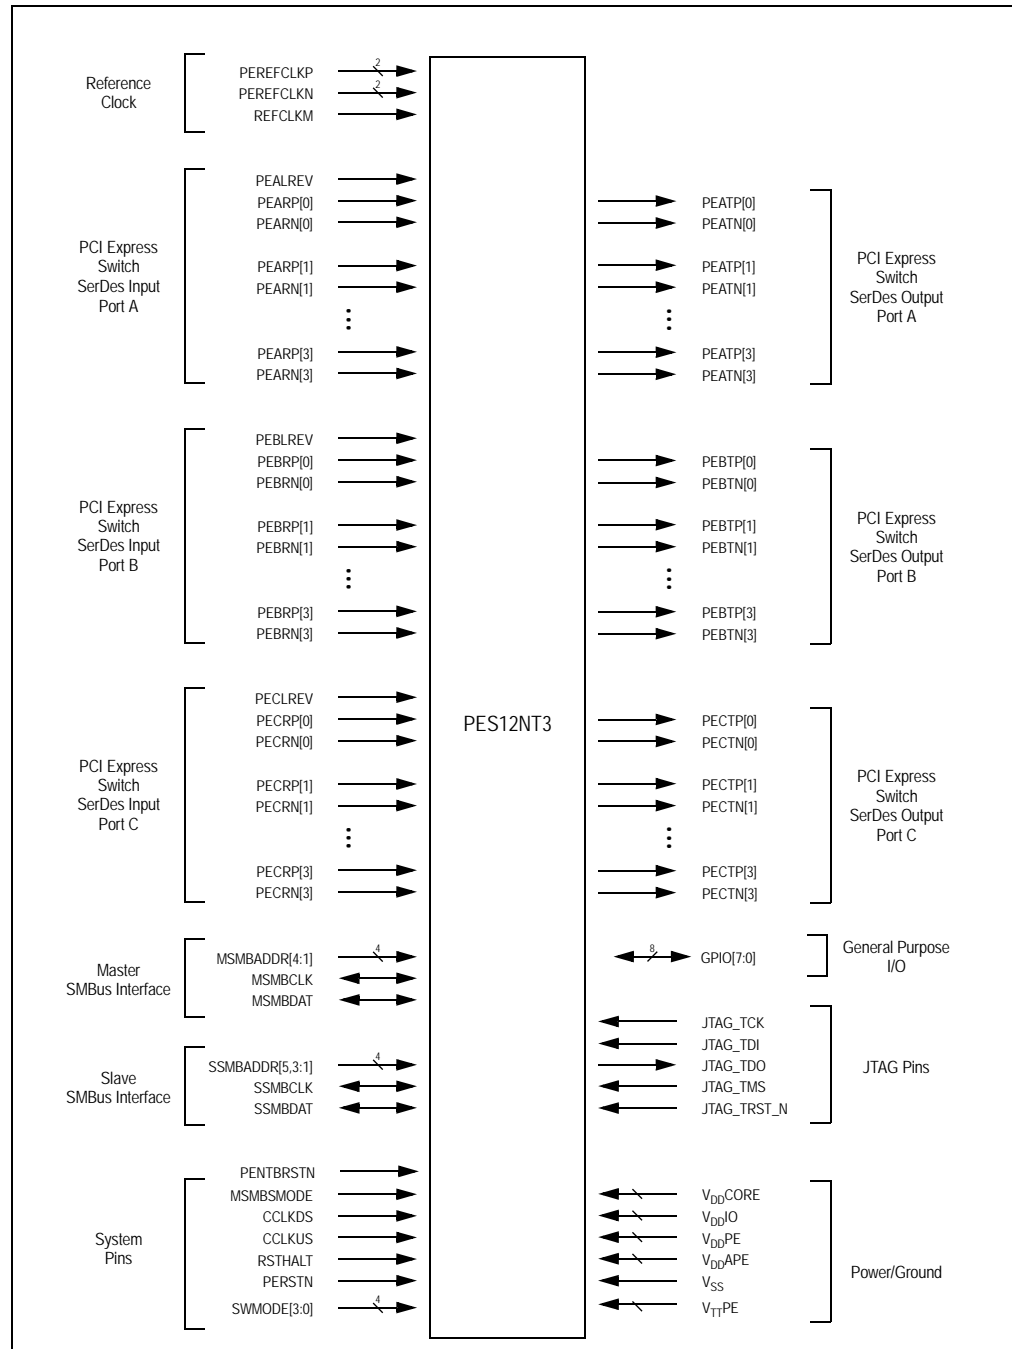 Reference
Clock
PEREFCLKP
2
PEREFCLKN
2
REFCLKM
PCI Express
Switch
SerDes Input
Port A
PEALREV
PEARP[0]
PEARN[0]
PEARP[1]
PEARN[1]
PEARP[3]
PEARN[3]
PEATP[0]
PEATN[0]
PEATP[1]
PEATN[1]
PEATP[3]
PEATN[3]
PCI Express
Switch
SerDes Output
Port A
PCI Express
Switch
SerDes Input
Port B
PEBLREV
PEBRP[0]
PEBRN[0]
PEBRP[1]
PEBRN[1]
PEBRP[3]
PEBRN[3]
PEBTP[0]
PEBTN[0]
PEBTP[1]
PEBTN[1]
PEBTP[3]
PEBTN[3]
PCI Express
Switch
SerDes Output
Port B
PCI Express
Switch
SerDes Input
Port C
PECLREV
PECRP[0]
PECRN[0]
PECRP[1]
PECRN[1]
PECRP[3]
PECRN[3]
PES12NT3
PECTP[0]
PECTN[0]
PECTP[1]
PECTN[1]
PECTP[3]
PECTN[3]
PCI Express
Switch
SerDes Output
Port C
Master
SMBus Interface
MSMBADDR[4:1]
4
MSMBCLK
MSMBDAT
8
GPIO[7:0]
General Purpose
I/O
Slave
SMBus Interface
SSMBADDR[5,3:1]
4
SSMBCLK
SSMBDAT
JTAG_TCK
JTAG_TDI
JTAG_TDO
JTAG_TMS
JTAG_TRST_N
JTAG Pins
System
Pins
PENTBRSTN
MSMBSMODE
CCLKDS
CCLKUS
RSTHALT
PERSTN
SWMODE[3:0]
4
VDDCORE
VDDIO
VDDPE
VDDAPE
VSS
VTTPE
Power/Ground